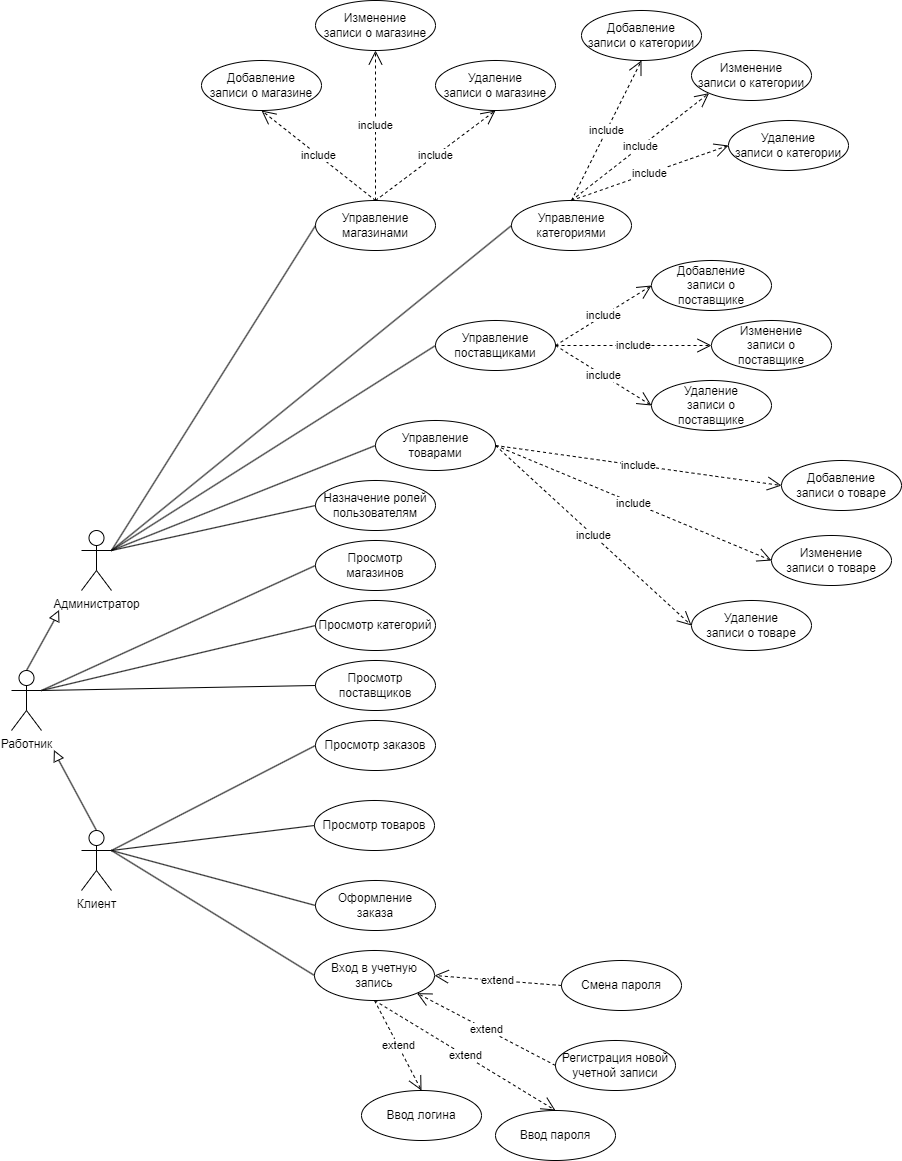 Изменение
записи о магазине
Добавление
записи о категории
Добавление
записи о магазине
Удаление
записи о магазине
Изменение
записи о категории
include
include
include
Удаление
записи о категории
include
include
include
Управление
магазинами
Управление
категориями
Добавление
записи о
поставщике
include
Управление
поставщиками
include
Изменение
записи о
поставщике
include
Удаление
записи о
поставщике
Управление
товарами
include
Добавление
записи о товаре
Назначение ролей
пользователям
include
include
Изменение
записи о товаре
Просмотр
магазинов
Администратор
Просмотр категорий
Удаление
записи о товаре
Просмотр
поставщиков
Работник
Просмотр заказов
Просмотр товаров
Клиент
Оформление
заказа
Вход в учетную
запись
extend
Смена пароля
extend
extend
extend
Регистрация новой
учетной записи
Ввод логина
Ввод пароля